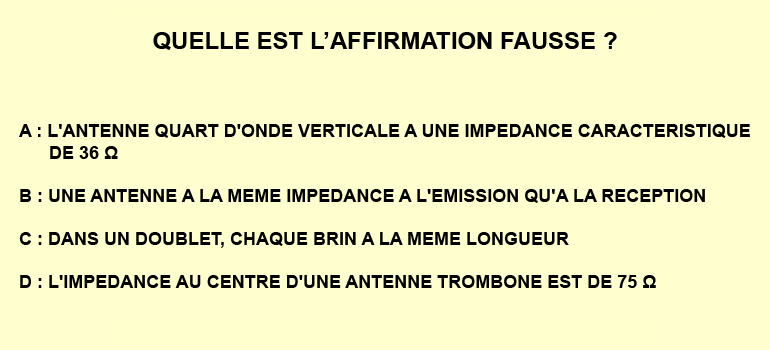 QUELLE EST L’AFFIRMATION FAUSSE ?
A : L'ANTENNE QUART D'ONDE VERTICALE A UNE IMPEDANCE CARACTERISTIQUE
DE 36 Ω
B : UNE ANTENNE A LA MEME IMPEDANCE A L'EMISSION QU'A LA RECEPTION
C : DANS UN DOUBLET, CHAQUE BRIN A LA MEME LONGUEUR
D : L'IMPEDANCE AU CENTRE D'UNE ANTENNE TROMBONE EST DE 75 Ω